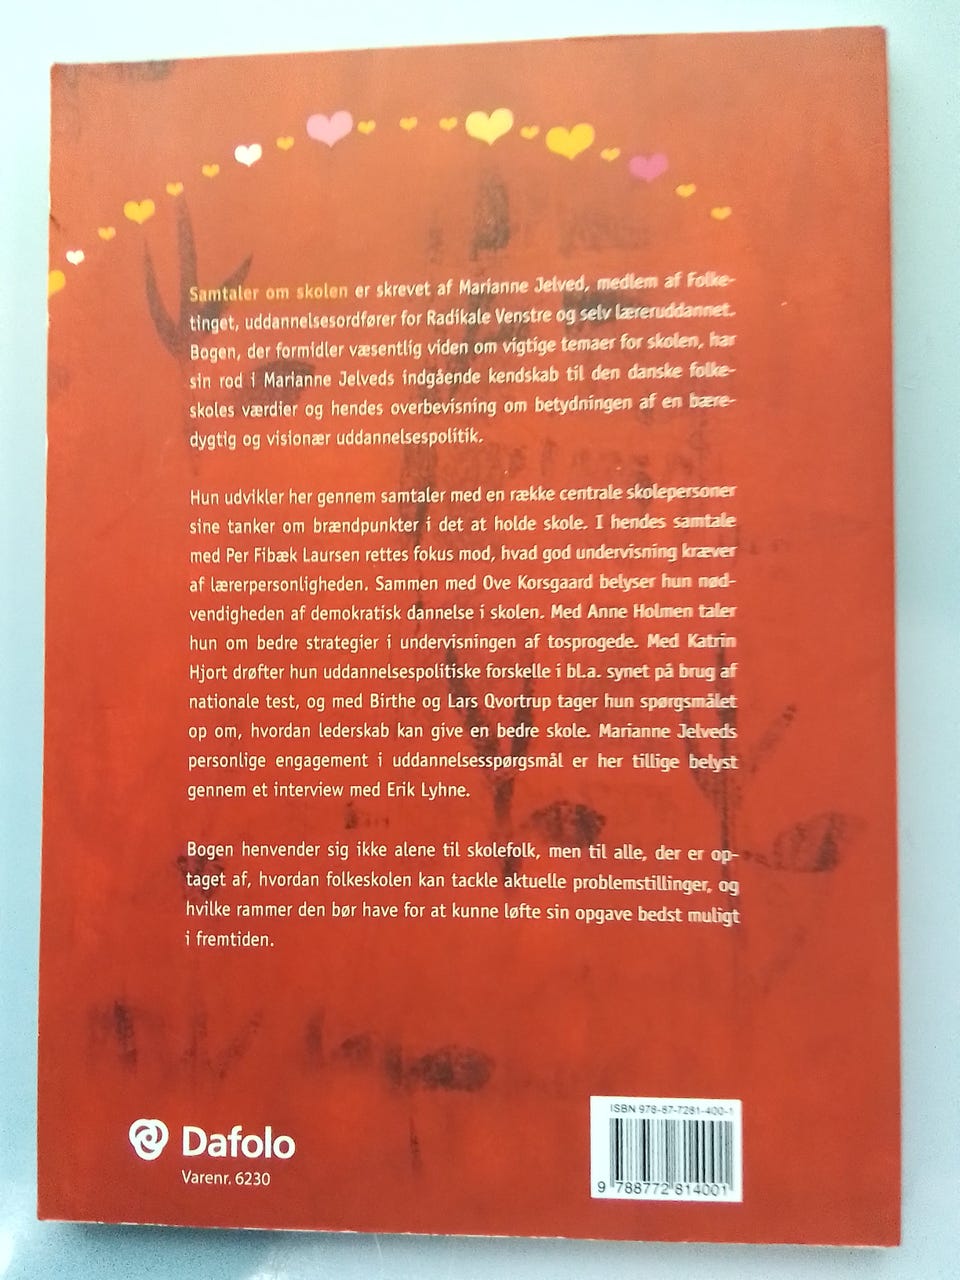 Samtaler om skolen er skrevet af Marianne Jelved, medlem af Folke-
tinget, uddannelsesordfører for Radikale Venstre og selv læreruddannet.
Bogen, der formidler væsentlig viden om vigtige temaer for skolen, har
sin rod i Marianne Jelveds indgående kendskab til den danske folke-
skoles værdier og hendes overbevisning om betydningen af en bære-
dygtig og visionær uddannelsespolitik.
Hun udvikler her gennem samtaler med en række centrale skolepersoner
sine tanker om brændpunkter i det at holde skole. I hendes samtale
med Per Fibæk Laursen rettes fokus mod, hvad god undervisning kræver
af lærerpersonligheden. Sammen med Ove Korsgaard belyser hun nød-
vendigheden af demokratisk dannelse i skolen. Med Anne Holmen taler
hun om bedre strategier i undervisningen af tosprogede. Med Katrin
Hjort drøfter hun uddannelsespolitiske forskelle i bl.a. synet på brug af
nationale test, og med Birthe og Lars Qvortrup tager hun spørgsmålet
op om, hvordan lederskab kan give en bedre skole. Marianne Jelveds
personlige engagement i uddannelsesspørgsmål er her tillige belyst
gennem et interview med Erik Lyhne.
Bogen henvender sig ikke alene til skolefolk, men til alle, der er op-
taget af, hvordan folkeskolen kan tackle aktuelle problemstillinger, og
hvilke rammer den bør have for at kunne løfte sin opgave bedst muligt
i fremtiden.
Dafolo
Varenr. 6230
ISBN 978-87-7281-400-1
9 788772 814001